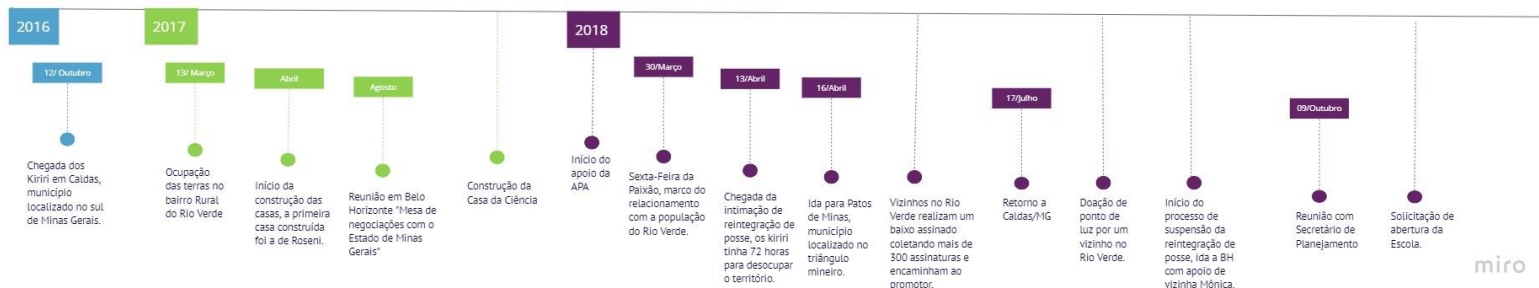 2016
12/ Outubro
Chegada dos
Kiriri em Caldas,
município
localizado no sul
de Minas Gerais.
2017
13/ Março
Ocupação
das terras no
bairro Rural
do Rio Verde
Abril
Início da
construção das
casas, a primeira
casa construída
foi a de Roseni.
Agosto
Reunião em Belo
Horizonte "Mesa de
negociações com o
Estado de Minas
Gerais"
Construção da
Casa da Ciência
2018
Início do
apoio da
APA
30/Março
Sexta-Feira da
Paixão, marco do
relacionamento
com a população
do Rio Verde.
13/Abril
Chegada da
intimação de
reintegração de
posse, os kiriri
tinha 72 horas
para desocupar
o território.
16/Abril
Ida para Patos de
Minas, município
localizado no
triângulo
mineiro.
Vizinhos no Rio
Verde realizam um
baixo assinado
coletando mais de
300 assinaturas e
encaminham ao
promotor.
17/Julho
Retorno a
Caldas/MG
Doação de
ponto de
luz por um
vizinho no
Rio Verde.
Início do
processo de
suspensão da
reintegração de
posse, ida a BH
com apoio de
vizinha Mônica.
09/Outubro
Reunião com
Secretário de
Planejamento
Solicitação de
abertura da
Escola.
miro